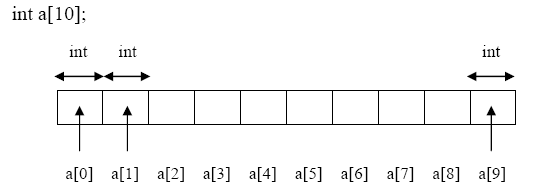 int a[10];
int int int
a[0] a[1] a[2] a[3] a[4] a[5] a[6] a[7] a[8] a[9]